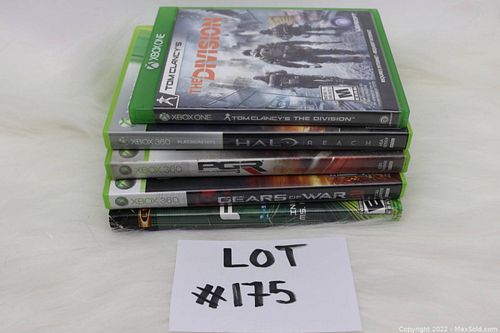 XBOX ONE
TOM CLANCY'S
THE DIVISION
M
XBOX ONE TOM CLANCY'S THE DIVISION
XBOX 360 HALO REACH
XBOX 360 PGR
XBOX 360 GEARS OF WAR
LOT
#175
Copyright 2022 - MaxSold.com